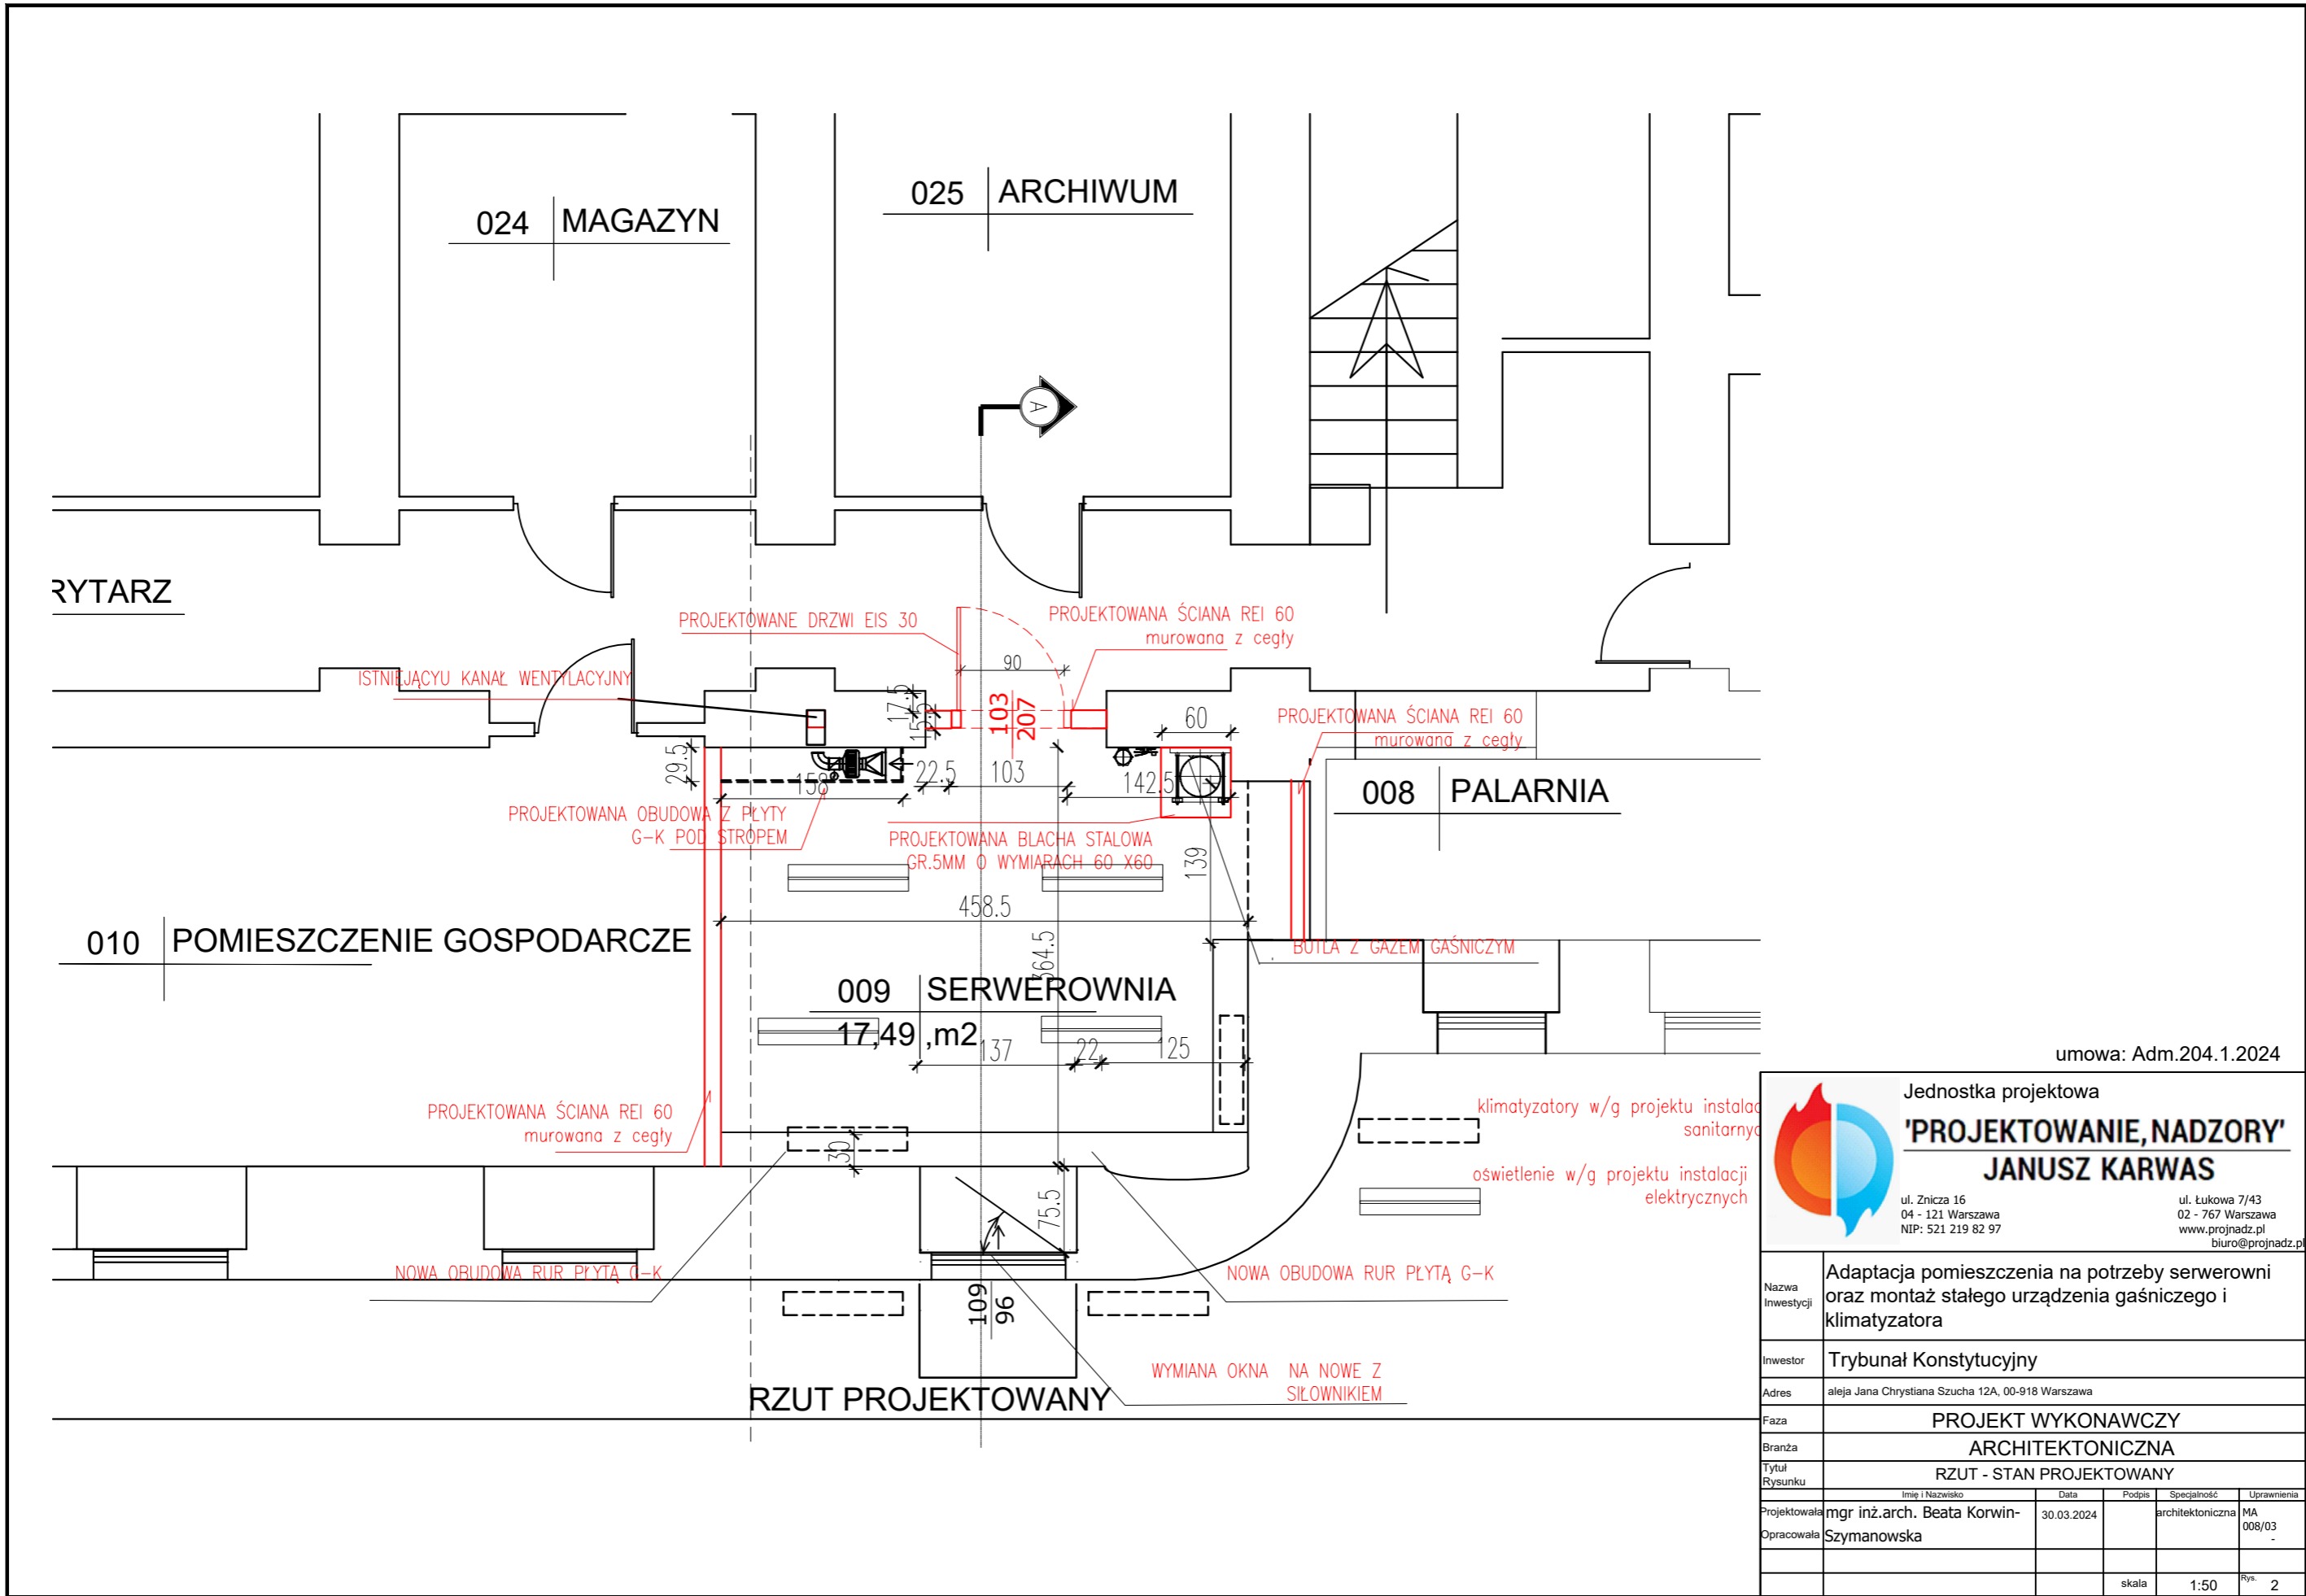 024 MAGAZYN
025 ARCHIWUM
A
RYTARZ
PROJEKTOWANE DRZWI EIS 30
PROJEKTOWANA ŚCIANA REI 60
murowana z cegły
ISTNIEJĄCYU KANAŁ WENTYLACYJNY
90
17.5
15.5
103
207
60
PROJEKTOWANA ŚCIANA REI 60
murowana z cegły
29.5
158
22.5
103
142.5
008 PALARNIA
PROJEKTOWANA OBUDOWA Z PŁYTY
G-K POD STROPEM
PROJEKTOWANA BLACHA STALOWA
GR.5MM O WYMIARACH 60 X60
139
458.5
364.5
010 POMIESZCZENIE GOSPODARCZE
BUTLA Z GAZEM GAŚNICZYM
009 SERWEROWNIA
17,49 ,m2
137
22
125
PROJEKTOWANA ŚCIANA REI 60
murowana z cegły
30
75.5
klimatyzatory w/g projektu instalac
sanitarnyc
oświetlenie w/g projektu instalacji
elektrycznych
NOWA OBUDOWA RUR PŁYTĄ G-K
NOWA OBUDOWA RUR PŁYTĄ G-K
109
96
WYMIANA OKNA NA NOWE Z
SIŁOWNIKIEM
RZUT PROJEKTOWANY
umowa: Adm.204.1.2024
Jednostka projektowa
'PROJEKTOWANIE, NADZORY'
JANUSZ KARWAS
ul. Znicza 16
04 - 121 Warszawa
NIP: 521 219 82 97
ul. Łukowa 7/43
02 - 767 Warszawa
www.projnadz.pl
biuro@projnadz.pl
Nazwa
Inwestycji
Adaptacja pomieszczenia na potrzeby serwerowni
oraz montaż stałego urządzenia gaśniczego i
klimatyzatora
Inwestor Trybunał Konstytucyjny
Adres aleja Jana Chrystiana Szucha 12A, 00-918 Warszawa
Faza PROJEKT WYKONAWCZY
Branża ARCHITEKTONICZNA
Tytuł
Rysunku
RZUT - STAN PROJEKTOWANY
Imię i Nazwisko Data Podpis Specjalność Uprawnienia
Projektowała mgr inż.arch. Beata Korwin- 30.03.2024 architektoniczna MA
Opracowała Szymanowska 008/03
-
skala 1:50 Rys. 2